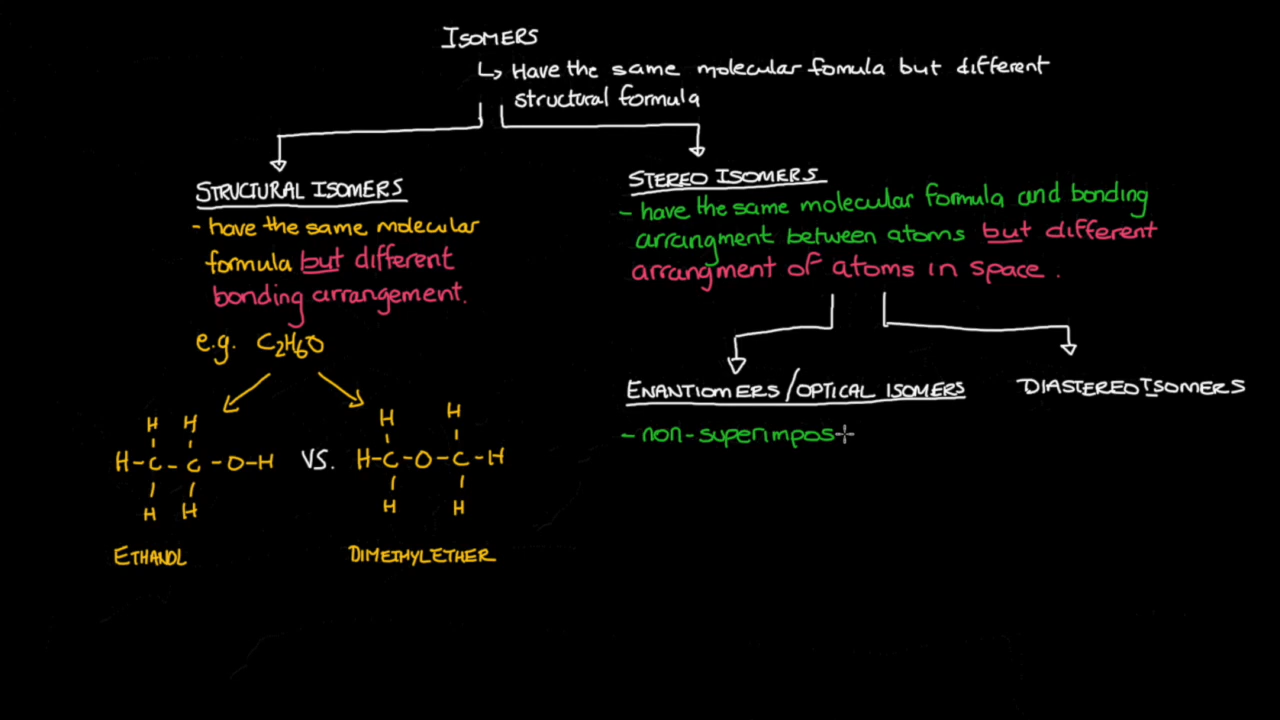 ISOMERS
↳ Have the same molecular fomula but different
structural formula
STRUCTURAL ISOMERS
- have the same molecular
formula but different
bonding arrangement.
e.g. C₂H₆O
STEREO ISOMERS
- have the same molecular formula and bonding
arrangment between atoms but different
arrangment of atoms in space.
ENANTIOMERS/OPTICAL ISOMERS
DIASTEREOISOMERS
- non-superimpos
H H
H-C-C-O-H
H H
VS.
H H
H-C-O-C-H
H H
ETHANOL
DIMETHYLETHER